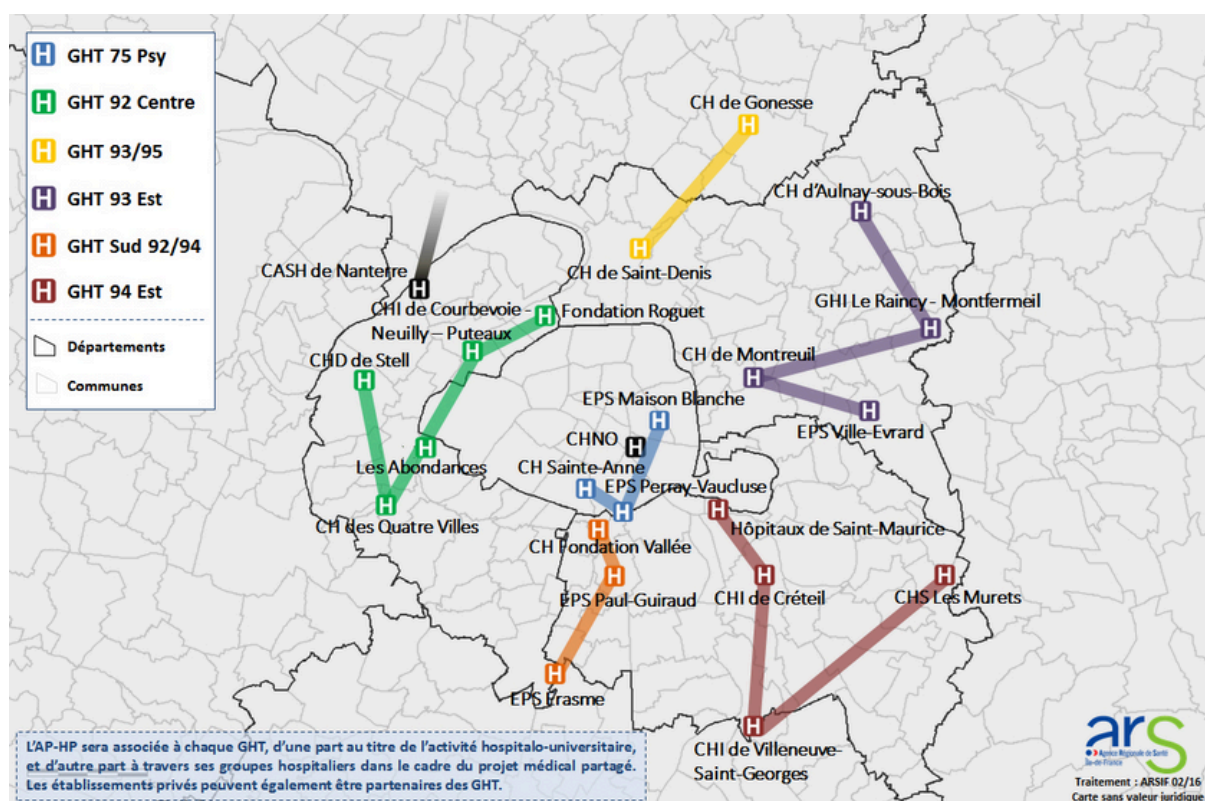 GHT 75 Psy
GHT 92 Centre
GHT 93/95
GHT 93 Est
GHT Sud 92/94
GHT 94 Est
Départements
Communes
CH de Gonesse
CH d'Aulnay-sous-Bois
CH de Saint-Denis
CASH de Nanterre
CHI de Courbevoie -
Neuilly – Puteaux
Fondation Roguet
GHI Le Raincy - Montfermeil
CHD de Stell
CH de Montreuil
EPS Maison Blanche
EPS Ville-Evrard
CHNO
Les Abondances
CH Sainte-Anne
EPS Perray-Vaucluse
CH des Quatre Villes
Hôpitaux de Saint-Maurice
CH Fondation Vallée
EPS Paul-Guiraud
CHI de Créteil
CHS Les Murets
EPS Erasme
CHI de Villeneuve-
Saint-Georges
L'AP-HP sera associée à chaque GHT, d'une part au titre de l'activité hospitalo-universitaire,
et d'autre part à travers ses groupes hospitaliers dans le cadre du projet médical partagé.
Les établissements privés peuvent également être partenaires des GHT.
ars
Agence Régionale de Santé
Île-de-France
Traitement : ARSIF 02/16
Carte sans valeur juridique